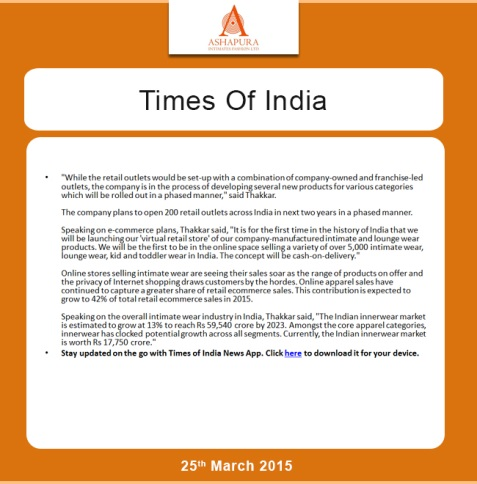 ASHAPURA
INTIMATES FASHION LTD
Times Of India
• "While the retail outlets would be set-up with a combination of company-owned and franchise-led
outlets, the company is in the process of developing several new products for various categories
which will be rolled out in a phased manner," said Thakkar.
The company plans to open 200 retail outlets across India in next two years in a phased manner.
Speaking on e-commerce plans, Thakkar said, "It is for the first time in the history of India that we
will be launching our 'virtual retail store' of our company-manufactured intimate and lounge wear
products. We will be the first to be in the online space selling a variety of over 5,000 intimate wear,
lounge wear, kid and toddler wear in India. The concept will be cash-on-delivery."
Online stores selling intimate wear are seeing their sales soar as the range of products on offer and
the privacy of Internet shopping draws customers by the hordes. Online apparel sales have
continued to capture a greater share of retail ecommerce sales. This contribution is expected to
grow to 42% of total retail ecommerce sales in 2015.
Speaking on the overall intimate wear industry in India, Thakkar said, "The Indian innerwear market
is estimated to grow at 13% to reach Rs 59,540 crore by 2023. Amongst the core apparel categories,
innerwear has clocked potential growth across all segments. Currently, the Indian innerwear market
is worth Rs 17,750 crore."
• Stay updated on the go with Times of India News App. Click here to download it for your device.
25th March 2015